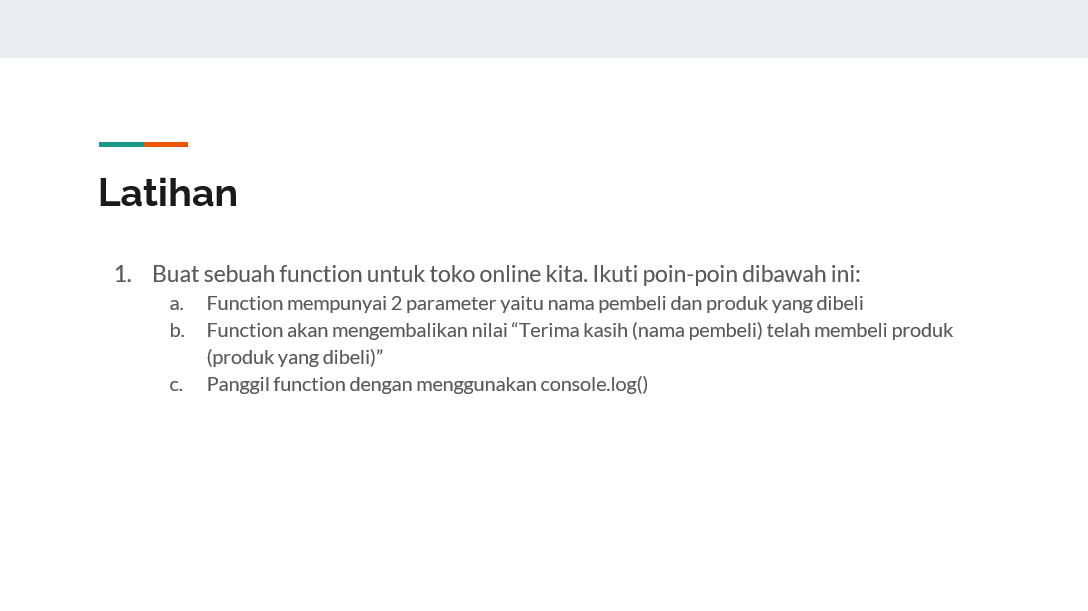 Latihan
1. Buat sebuah function untuk toko online kita. Ikuti poin-poin dibawah ini:
a. Function mempunyai 2 parameter yaitu nama pembeli dan produk yang dibeli
b. Function akan mengembalikan nilai “Terima kasih (nama pembeli) telah membeli produk
(produk yang dibeli)”
c. Panggil function dengan menggunakan console.log()